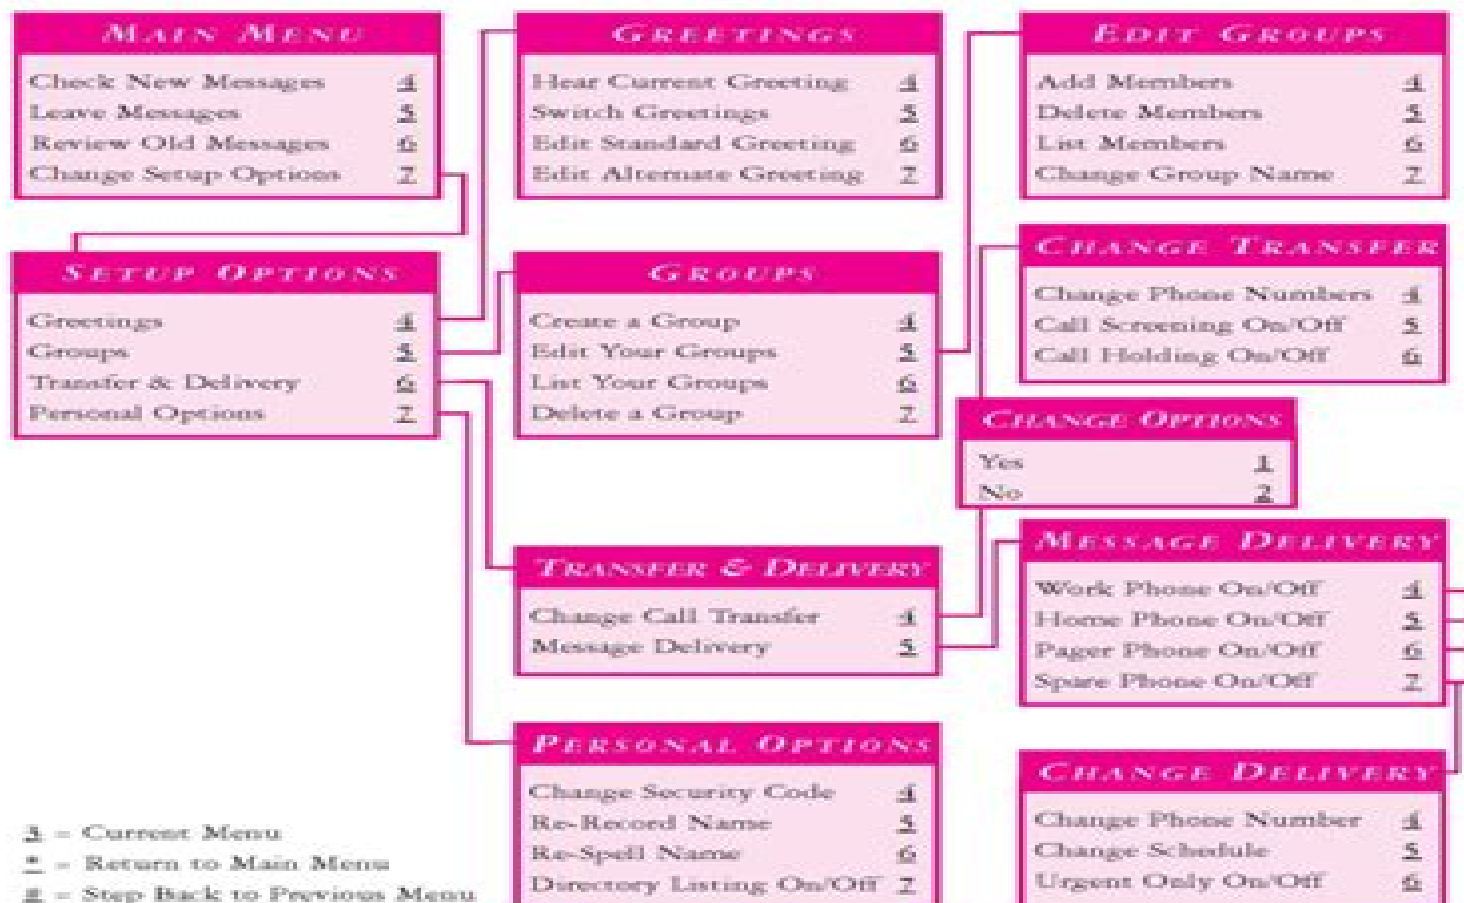 MAIN MENU
Check New Messages 4
Leave Messages 5
Review Old Messages 6
Change Setup Options 7
SETUP OPTIONS
Greetings 4
Groups 5
Transfer & Delivery 6
Personal Options 7
GREETINGS
Hear Current Greeting 4
Switch Greetings 5
Edit Standard Greeting 6
Edit Alternate Greeting 7
GROUPS
Create a Group 4
Edit Your Groups 5
List Your Groups 6
Delete a Group 7
TRANSFER & DELIVERY
Change Call Transfer 4
Message Delivery 5
PERSONAL OPTIONS
Change Security Code 4
Re-Record Name 5
Re-Spell Name 6
Directory Listing On/Off 7
EDIT GROUPS
Add Members 4
Delete Members 5
List Members 6
Change Group Name 7
CHANGE TRANSFER
Change Phone Numbers 4
Call Screening On/Off 5
Call Holding On/Off 6
CHANGE OPTIONS
Yes 1
No 2
MESSAGE DELIVERY
Work Phone On/Off 4
Home Phone On/Off 5
Pager Phone On/Off 6
Spare Phone On/Off 7
CHANGE DELIVERY
Change Phone Number 4
Change Schedule 5
Urgent Only On/Off 6
3 = Current Menu
* = Return to Main Menu
# = Step Back to Previous Menu